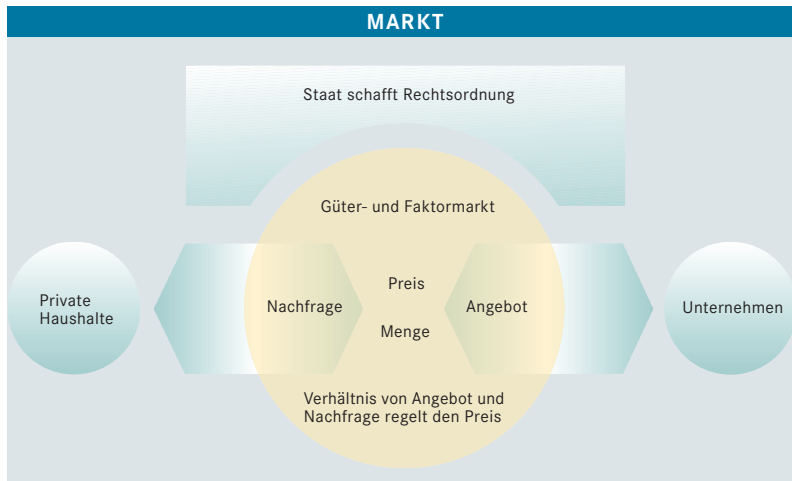 MARKT
Staat schafft Rechtsordnung
Güter- und Faktormarkt
Private
Haushalte
Nachfrage
Preis
Menge
Angebot
Unternehmen
Verhältnis von Angebot und
Nachfrage regelt den Preis